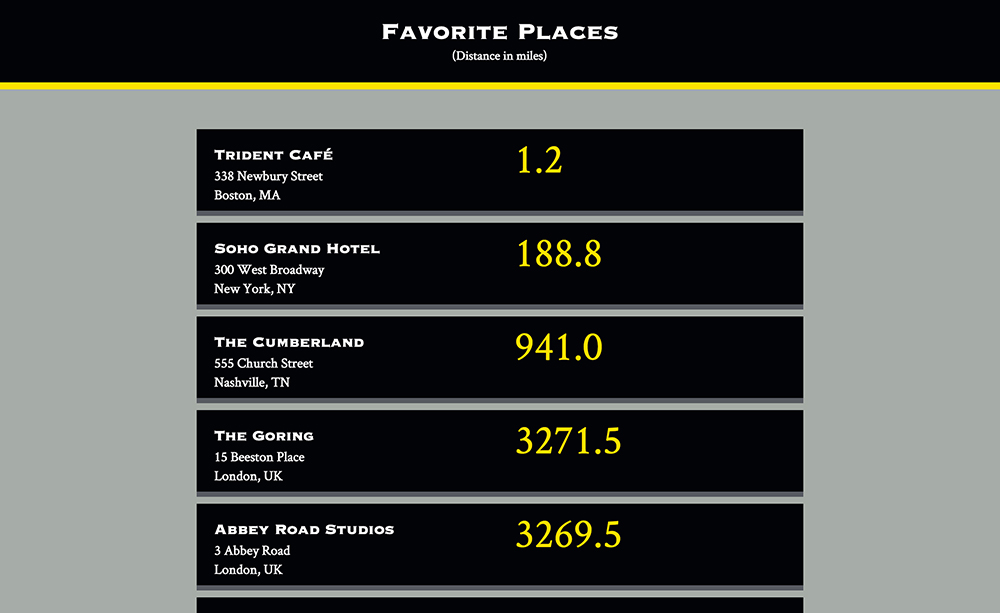 Favorite Places
(Distance in miles)
Trident Café
1.2
338 Newbury Street
Boston, MA
Soho Grand Hotel
188.8
300 West Broadway
New York, NY
The Cumberland
941.0
555 Church Street
Nashville, TN
The Goring
3271.5
15 Beeston Place
London, UK
Abbey Road Studios
3269.5
3 Abbey Road
London, UK